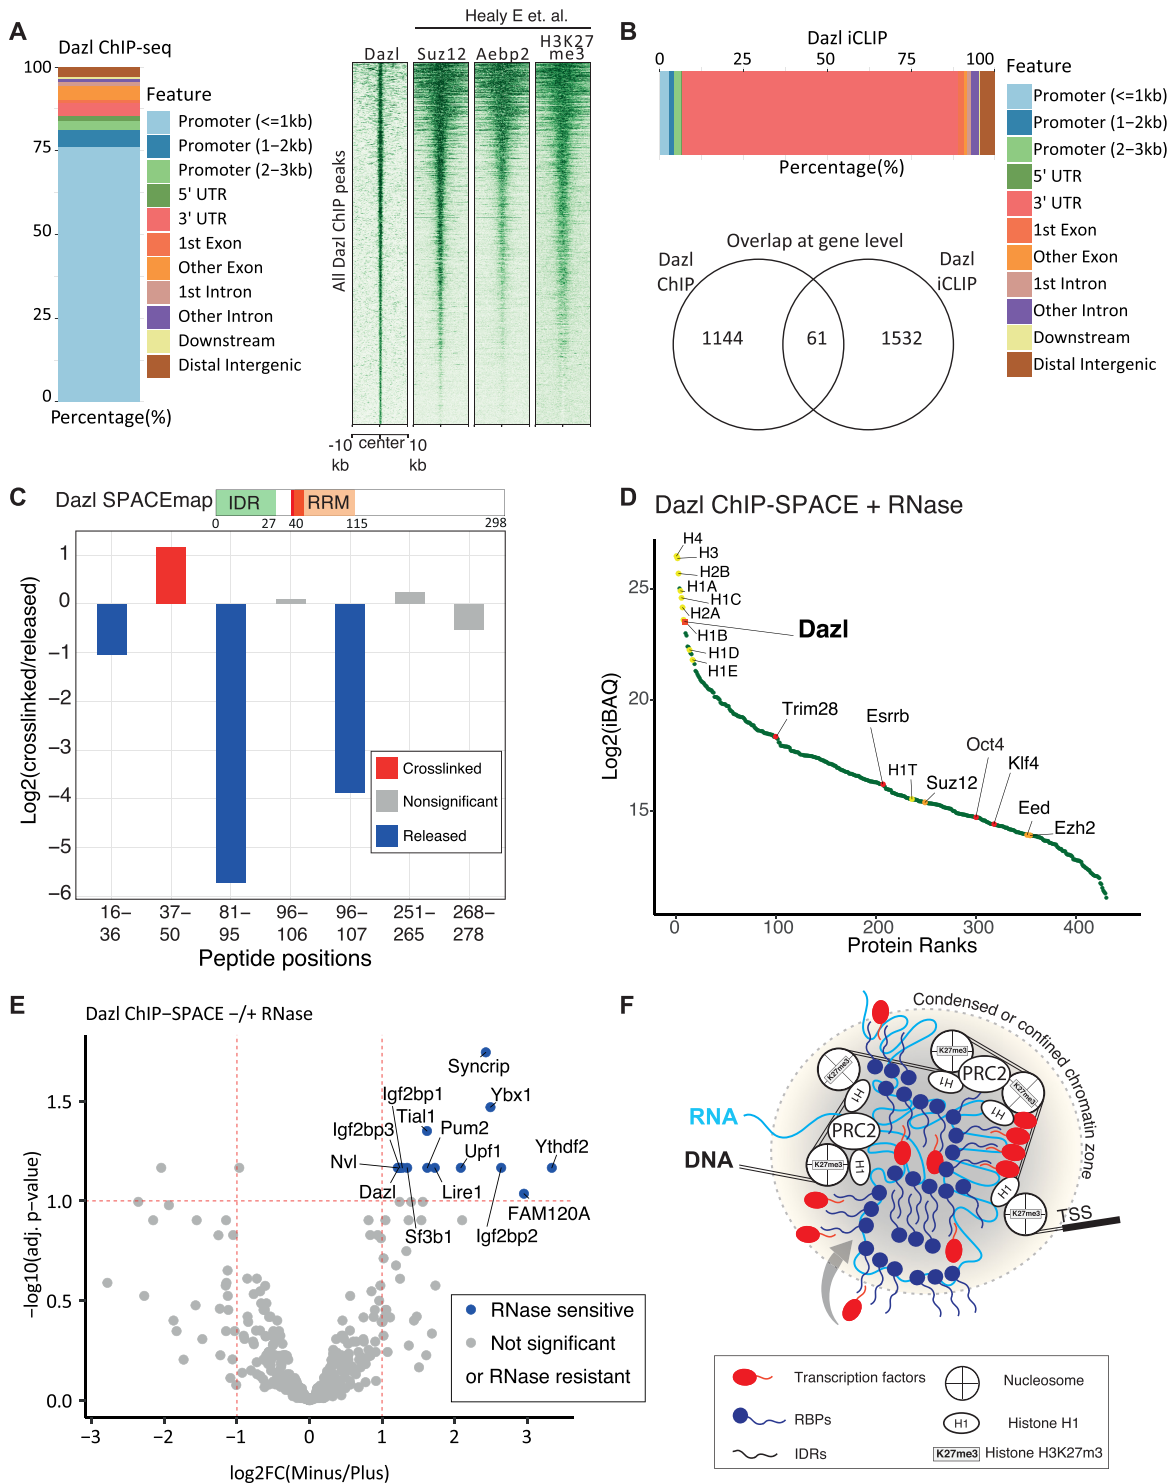 A
Dazl ChIP-seq
100
75
50
25
0
Percentage(%)
Feature
Promoter (<=1kb)
Promoter (1−2kb)
Promoter (2−3kb)
5' UTR
3' UTR
1st Exon
Other Exon
1st Intron
Other Intron
Downstream
Distal Intergenic
Healy E et. al.
Dazl
Suz12
Aebp2
H3K27
me3
All Dazl ChIP peaks
-10
kb
center
10
kb
B
Dazl iCLIP
0
25
50
75
100
Percentage(%)
Feature
Promoter (<=1kb)
Promoter (1−2kb)
Promoter (2−3kb)
5' UTR
3' UTR
1st Exon
Other Exon
1st Intron
Other Intron
Downstream
Distal Intergenic
Overlap at gene level
Dazl
ChIP
Dazl
iCLIP
1144
61
1532
C
Dazl SPACEmap
IDR
RRM
0
27
40
115
298
Log2(crosslinked/released)
1
0
−1
−2
−3
−4
−5
−6
Crosslinked
Nonsignificant
Released
16−
36
37−
50
81−
95
96−
106
96−
107
251−
265
268−
278
Peptide positions
D
Dazl ChIP-SPACE + RNase
Log2(iBAQ)
25
20
15
H4
H3
H2B
H1A
H1C
H2A
H1B
H1D
H1E
Dazl
Trim28
Esrrb
H1T
Suz12
Oct4
Klf4
Eed
Ezh2
0
100
200
300
400
Protein Ranks
E
Dazl ChIP−SPACE −/+ RNase
−log10(adj. p−value)
1.5
1.0
0.5
0.0
Syncrip
Igf2bp1
Ybx1
Tial1
Igf2bp3
Pum2
Nvl
Upf1
Ythdf2
Dazl
Lire1
FAM120A
Sf3b1
Igf2bp2
RNase sensitive
Not significant
or RNase resistant
−3
−2
−1
0
1
2
3
log2FC(Minus/Plus)
F
Condensed or confined chromatin zone
K27me3
K27me3
K27me3
K27me3
K27me3
H1
H1
H1
H1
H1
PRC2
PRC2
RNA
DNA
TSS
Transcription factors
RBPs
IDRs
Nucleosome
H1
Histone H1
K27me3
Histone H3K27m3